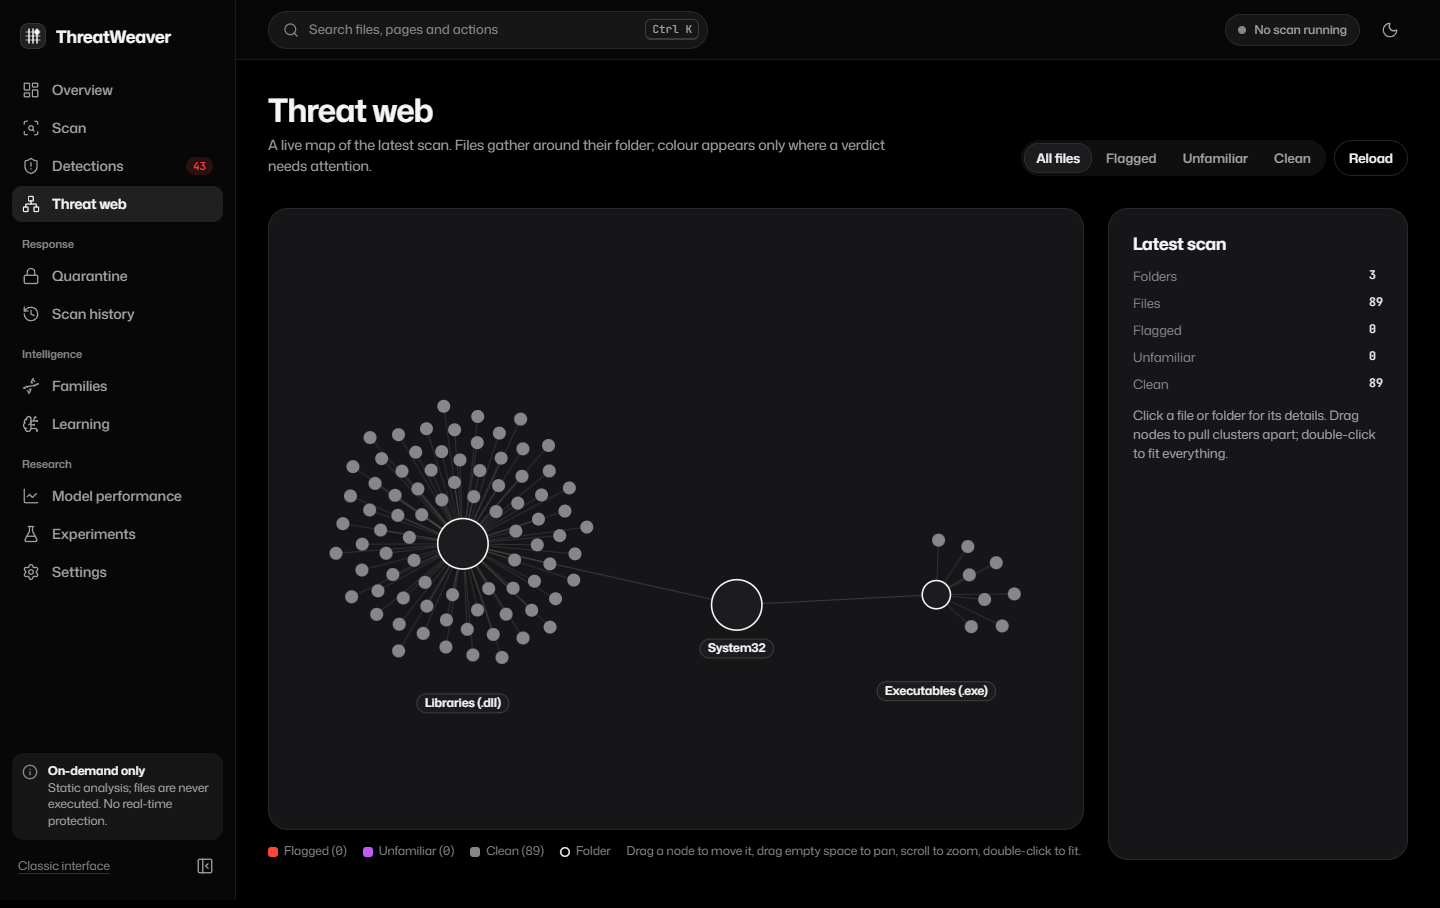 ThreatWeaver
Search files, pages and actions
Ctrl K
No scan running
Overview
Scan
Detections
43
Threat web
Response
Quarantine
Scan history
Intelligence
Families
Learning
Research
Model performance
Experiments
Settings
On-demand only
Static analysis; files are never
executed. No real-time
protection.
Classic interface
Threat web
A live map of the latest scan. Files gather around their folder; colour appears only where a verdict
needs attention.
All files
Flagged
Unfamiliar
Clean
Reload
System32
Libraries (.dll)
Executables (.exe)
Flagged (0)
Unfamiliar (0)
Clean (89)
Folder
Drag a node to move it, drag empty space to pan, scroll to zoom, double-click to fit.
Latest scan
Folders 3
Files 89
Flagged 0
Unfamiliar 0
Clean 89
Click a file or folder for its details. Drag
nodes to pull clusters apart; double-click
to fit everything.